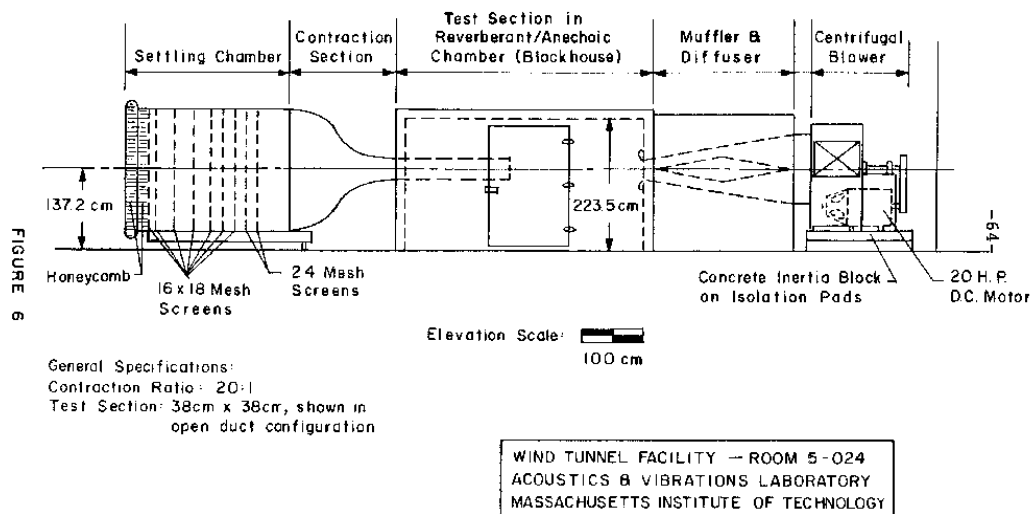 Settling Chamber
Contraction
Section
Test Section in
Reverberant/Anechoic
Chamber (Blockhouse)
Muffler &
Diffuser
Centrifugal
Blower
137.2 cm
223.5 cm
Honeycomb
16 x 18 Mesh
Screens
24 Mesh
Screens
Concrete Inertia Block
on Isolation Pads
20 H.P.
D.C. Motor
-64-
FIGURE 6
Elevation Scale:
100 cm
General Specifications:
Contraction Ratio: 20:1
Test Section: 38cm x 38cm, shown in
open duct configuration
WIND TUNNEL FACILITY — ROOM 5-024
ACOUSTICS & VIBRATIONS LABORATORY
MASSACHUSETTS INSTITUTE OF TECHNOLOGY